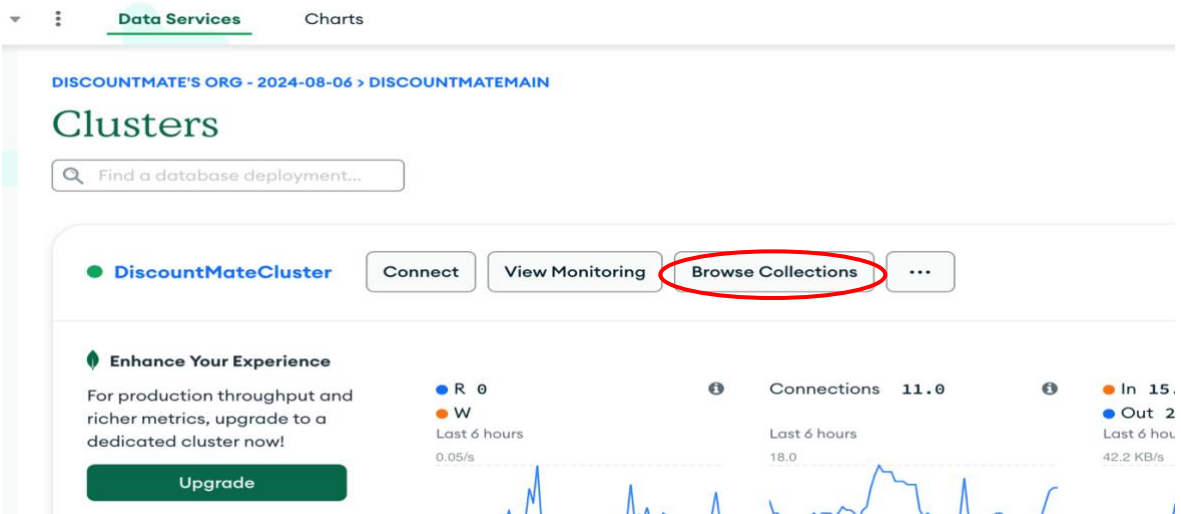 Data Services Charts
DISCOUNTMATE'S ORG - 2024-08-06 > DISCOUNTMATEMAIN
Clusters
Find a database deployment...
DiscountMateCluster Connect View Monitoring Browse Collections ...
Enhance Your Experience
For production throughput and
richer metrics, upgrade to a
dedicated cluster now!
Upgrade
R 0
W
Last 6 hours
0.05/s
Connections 11.0
Last 6 hours
18.0
In 15.
Out 2
Last 6 hou
42.2 KB/s